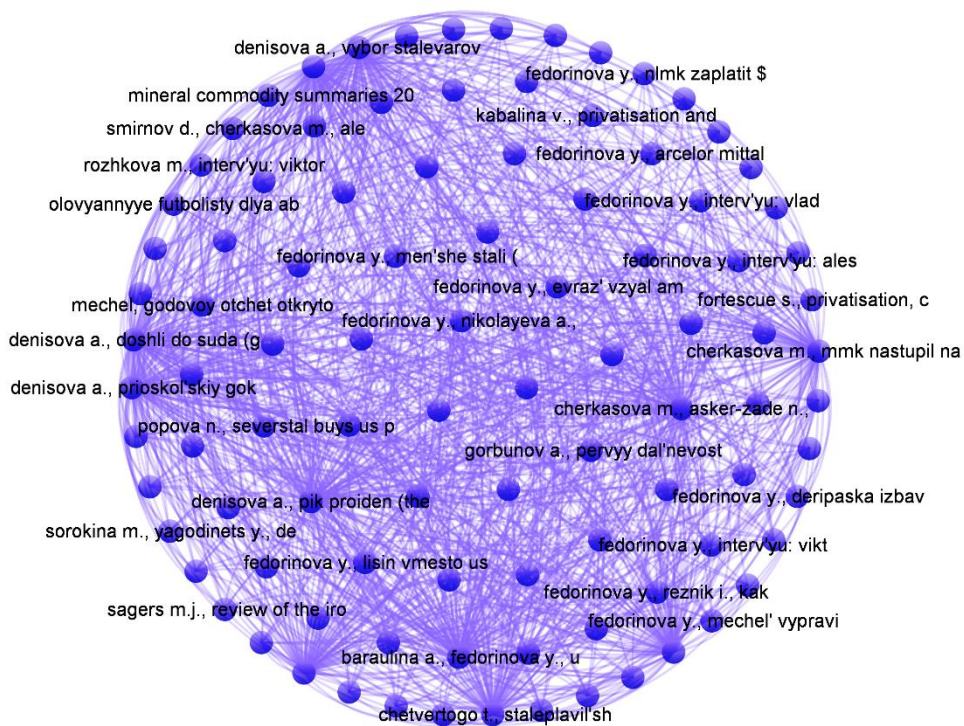 denisova a., vybor stalevarov
fedorinova y., nlmk zaplatit $
mineral commodity summaries 20
kabalina v., privatisation and
smirnov d., cherkasova m., ale
fedorinova y., arcelor mittal
rozhkova m., interv'yu: viktor
fedorinova y., interv'yu: vlad
olovyannyye futbolisty dlya ab
fedorinova y., men'she stali (
fedorinova y., interv'yu: ales
fedorinova y., evraz' vzyal am
mechel, godovoy otchet otkryto
fortescue s., privatisation, c
fedorinova y., nikolayeva a.,
denisova a., doshli do suda (g
cherkasova m., mmk nastupil na
denisova a., prioskol'skiy gok
cherkasova m., asker-zade n.,
popova n., severstal buys us p
gorbunov a., pervyy dal'nevost
denisova a., pik proiden (the
fedorinova y., deripaska izbav
sorokina m., yagodinets y., de
fedorinova y., interv'yu: vikt
fedorinova y., lisin vmesto us
fedorinova y., reznik i., kak
sagers m.j., review of the iro
fedorinova y., mechel' vypravi
baraulina a., fedorinova y., u
chetvertogo t., staleplavil'sh